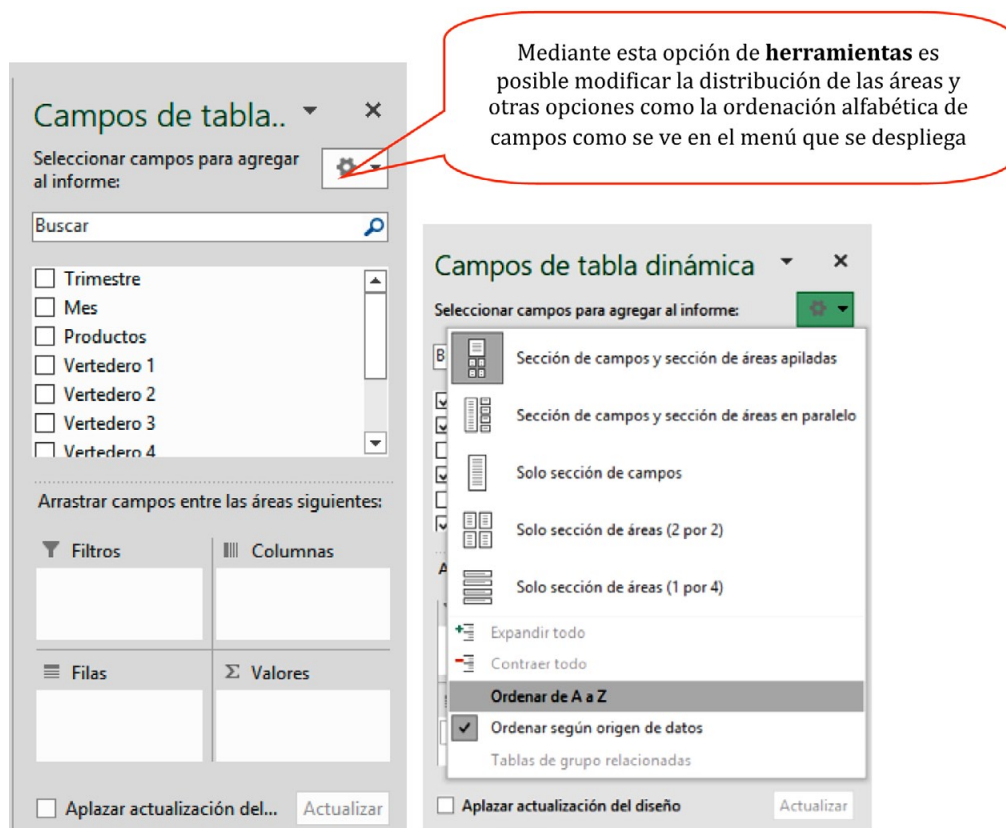 Mediante esta opción de herramientas es
posible modificar la distribución de las áreas y
otras opciones como la ordenación alfabética de
campos como se ve en el menú que se despliega
Campos de tabla..
Seleccionar campos para agregar
al informe:
Buscar
Trimestre
Mes
Productos
Vertedero 1
Vertedero 2
Vertedero 3
Vertedero 4
Arrastrar campos entre las áreas siguientes:
Filtros
Columnas
Filas
Σ Valores
Aplazar actualización del...
Actualizar
Campos de tabla dinámica
Seleccionar campos para agregar al informe:
B
Sección de campos y sección de áreas apiladas
Sección de campos y sección de áreas en paralelo
Solo sección de campos
Solo sección de áreas (2 por 2)
A
Solo sección de áreas (1 por 4)
Expandir todo
Contraer todo
Ordenar de A a Z
Ordenar según origen de datos
Tablas de grupo relacionadas
Aplazar actualización del diseño
Actualizar